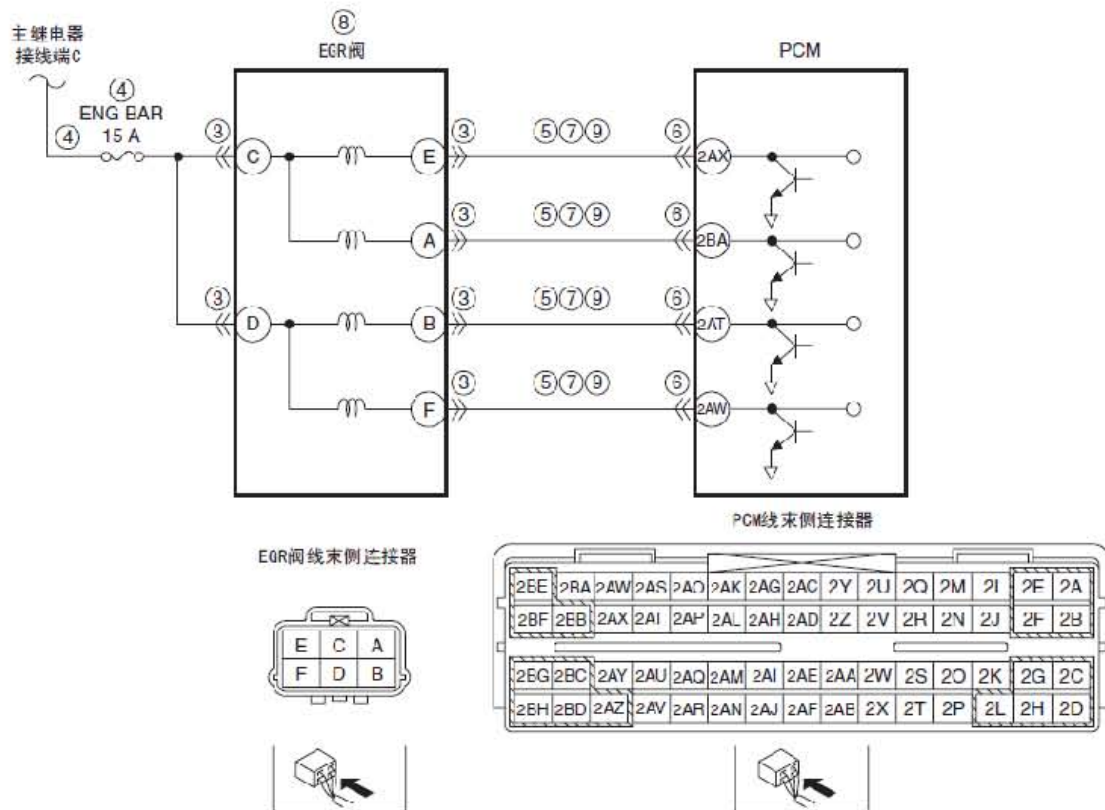 主继电器
接线端C
④
ENG BAR
15 A
④
⑧
EGR阀
PCM
③ C E ③ ⑤⑦⑨ ⑥ 2AX
A ③ ⑤⑦⑨ ⑥ 2BA
③ D B ③ ⑤⑦⑨ ⑥ 2AT
F ③ ⑤⑦⑨ ⑥ 2AW
EGR阀线束侧连接器
E C A
F D B
PCM线束侧连接器
2BE 2BA 2AW 2AS 2AO 2AK 2AG 2AC 2Y 2U 2Q 2M 2I 2E 2A
2BF 2BB 2AX 2AT 2AP 2AL 2AH 2AD 2Z 2V 2R 2N 2J 2F 2B
2BG 2BC 2AY 2AU 2AQ 2AM 2AI 2AE 2AA 2W 2S 2O 2K 2G 2C
2BH 2BD 2AZ 2AV 2AR 2AN 2AJ 2AF 2AB 2X 2T 2P 2L 2H 2D